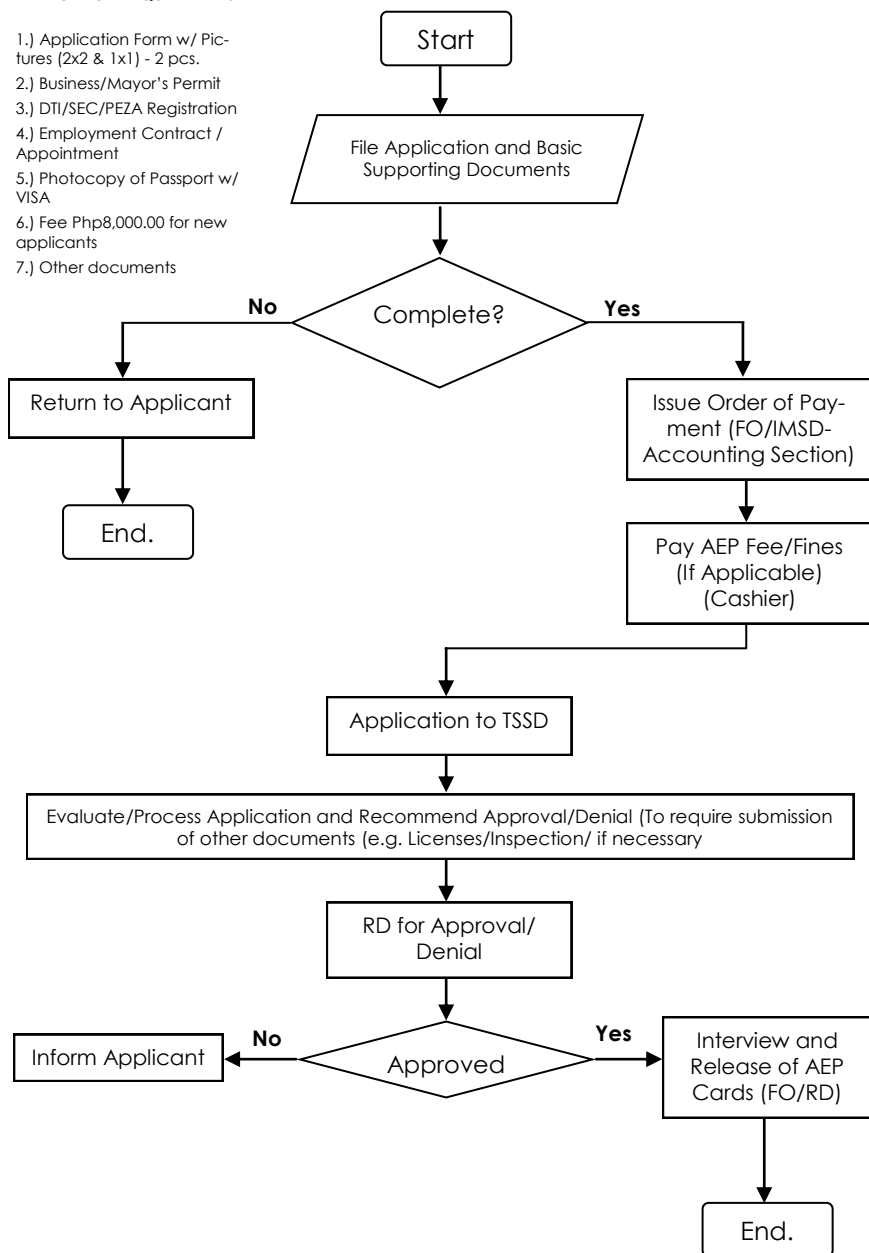 1.) Application Form w/ Pic-
tures (2x2 & 1x1) - 2 pcs.
2.) Business/Mayor's Permit
3.) DTI/SEC/PEZA Registration
4.) Employment Contract /
Appointment
5.) Photocopy of Passport w/
VISA
6.) Fee Php8,000.00 for new
applicants
7.) Other documents
Start
File Application and Basic
Supporting Documents
Complete?
No
Yes
Return to Applicant
End.
Issue Order of Pay-
ment (FO/IMSD-
Accounting Section)
Pay AEP Fee/Fines
(If Applicable)
(Cashier)
Application to TSSD
Evaluate/Process Application and Recommend Approval/Denial (To require submission
of other documents (e.g. Licenses/Inspection/ if necessary
RD for Approval/
Denial
Approved
No
Yes
Inform Applicant
Interview and
Release of AEP
Cards (FO/RD)
End.